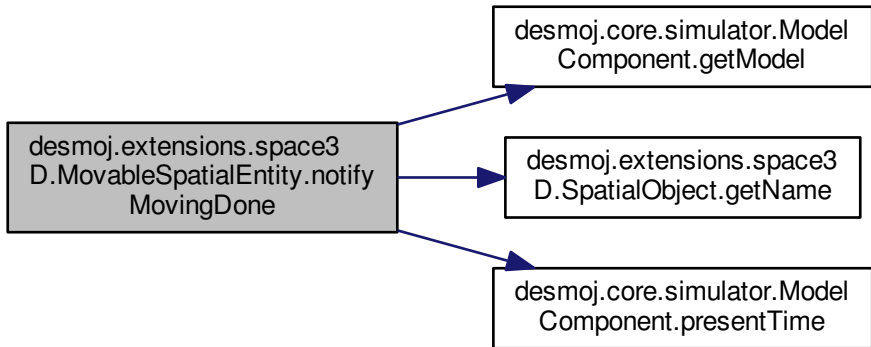 desmoj.extensions.space3
D.MovableSpatialEntity.notify
MovingDone
desmoj.core.simulator.Model
Component.getModel
desmoj.extensions.space3
D.SpatialObject.getName
desmoj.core.simulator.Model
Component.presentTime